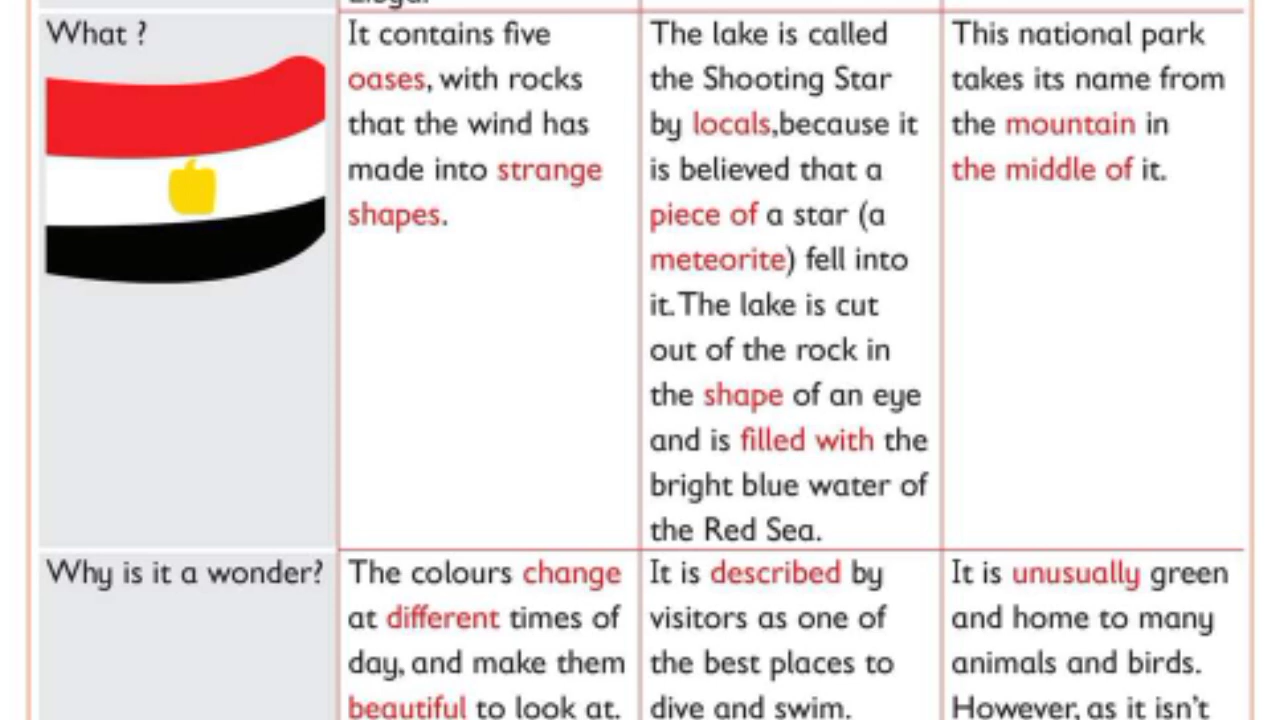 What ?
It contains five
oases, with rocks
that the wind has
made into strange
shapes.
The lake is called
the Shooting Star
by locals,because it
is believed that a
piece of a star (a
meteorite) fell into
it.The lake is cut
out of the rock in
the shape of an eye
and is filled with the
bright blue water of
the Red Sea.
This national park
takes its name from
the mountain in
the middle of it.
Why is it a wonder?
The colours change
at different times of
day, and make them
beautiful to look at.
It is described by
visitors as one of
the best places to
dive and swim.
It is unusually green
and home to many
animals and birds.
However, as it isn't